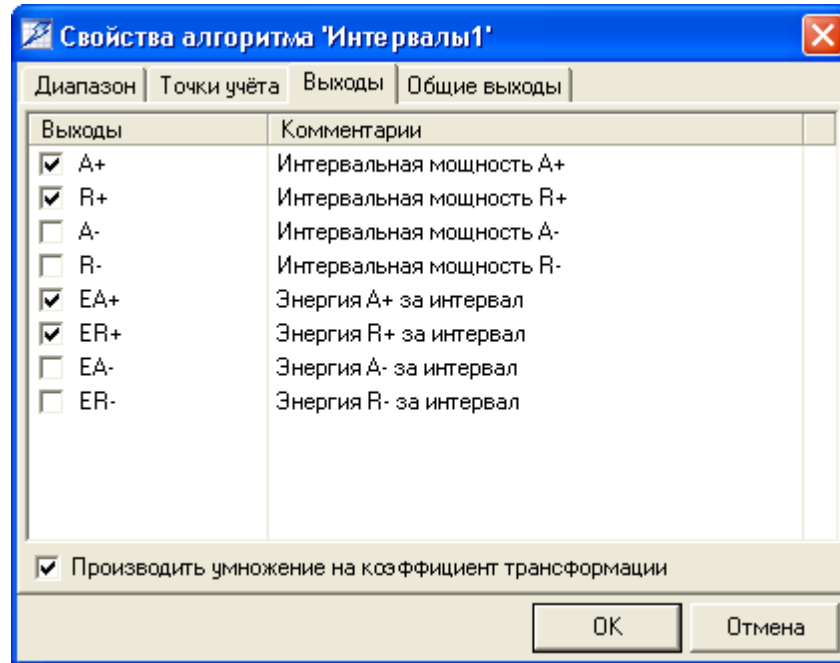 Свойства алгоритма 'Интервалы1'
Диапазон Точки учёта Выходы Общие выходы
Выходы Комментарии
A+ Интервальная мощность A+
R+ Интервальная мощность R+
A- Интервальная мощность A-
R- Интервальная мощность R-
EA+ Энергия A+ за интервал
ER+ Энергия R+ за интервал
EA- Энергия A- за интервал
ER- Энергия R- за интервал
Производить умножение на коэффициент трансформации
OK Отмена